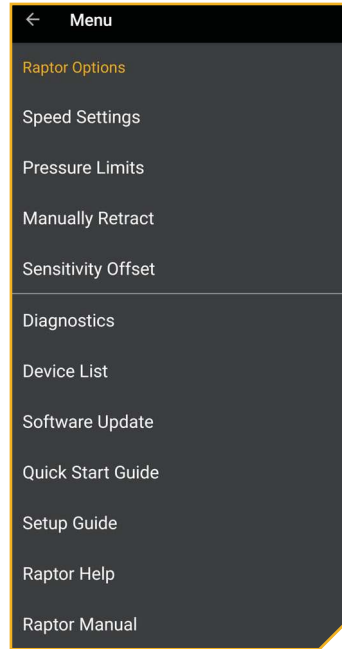 Menu
Raptor Options
Speed Settings
Pressure Limits
Manually Retract
Sensitivity Offset
Diagnostics
Device List
Software Update
Quick Start Guide
Setup Guide
Raptor Help
Raptor Manual